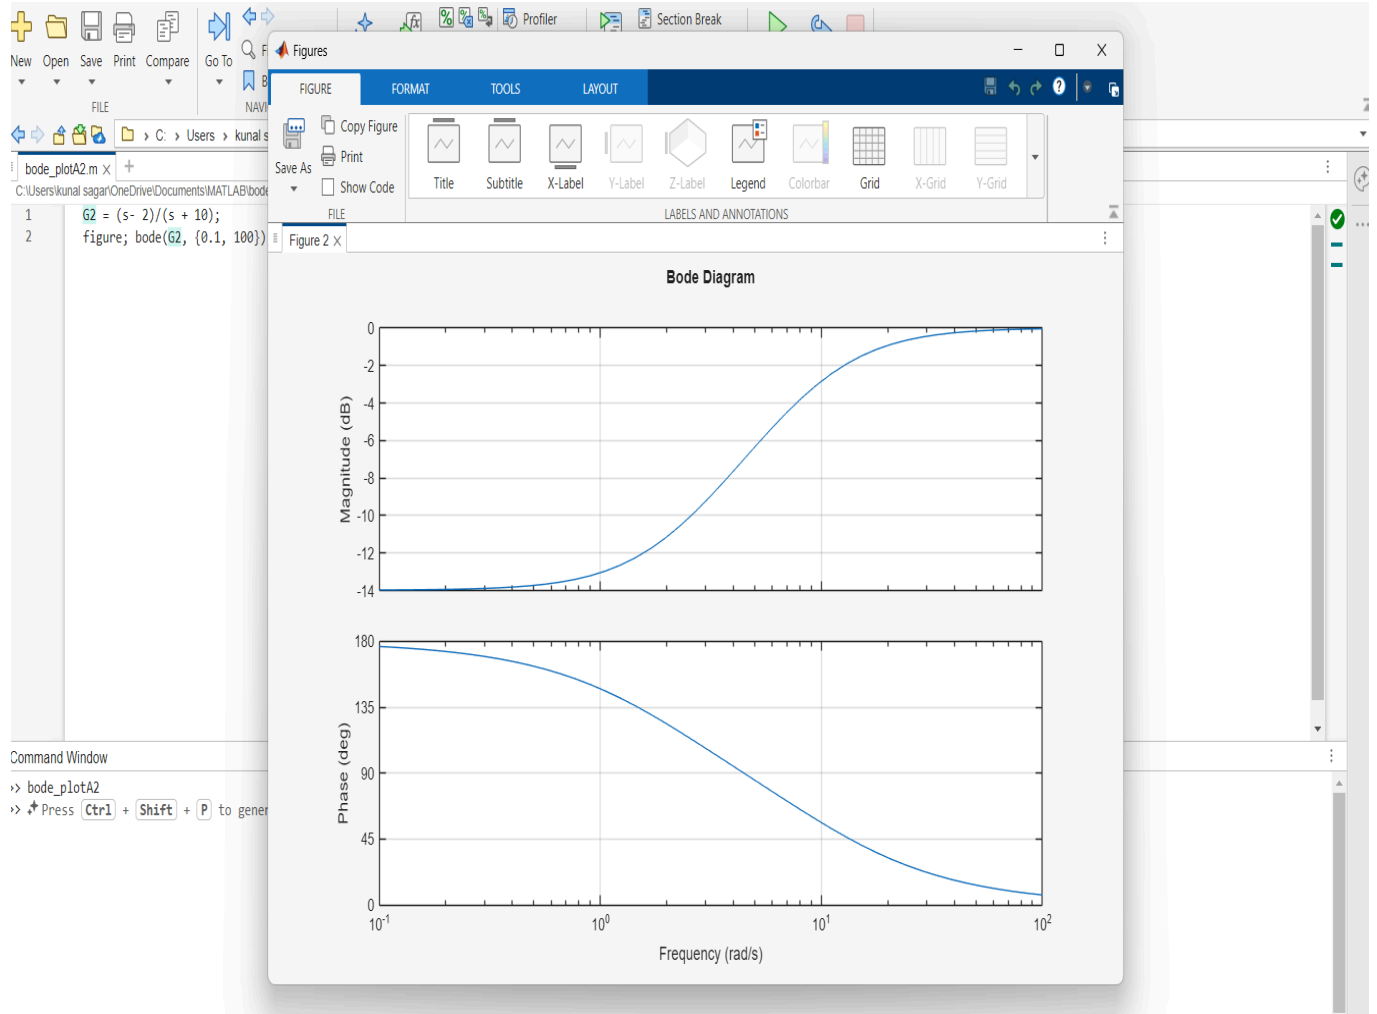 New Open Save Print Compare Go To
FILE
NAVI
Profiler
Section Break
C: Users kunal s
bode_plotA2.m
C:\Users\kunal sagar\OneDrive\Documents\MATLAB\bode
1 G2 = (s- 2)/(s + 10);
2 figure; bode(G2, {0.1, 100})
Command Window
>> bode_plotA2
>> Press Ctrl + Shift + P to gener
Figures
FIGURE FORMAT TOOLS LAYOUT
Save As
Copy Figure
Print
Show Code
FILE
Title Subtitle X-Label Y-Label Z-Label Legend Colorbar Grid X-Grid Y-Grid
LABELS AND ANNOTATIONS
Figure 2
Bode Diagram
Magnitude (dB)
0
-2
-4
-6
-8
-10
-12
-14
Phase (deg)
180
135
90
45
0
10-1 100 101 102
Frequency (rad/s)